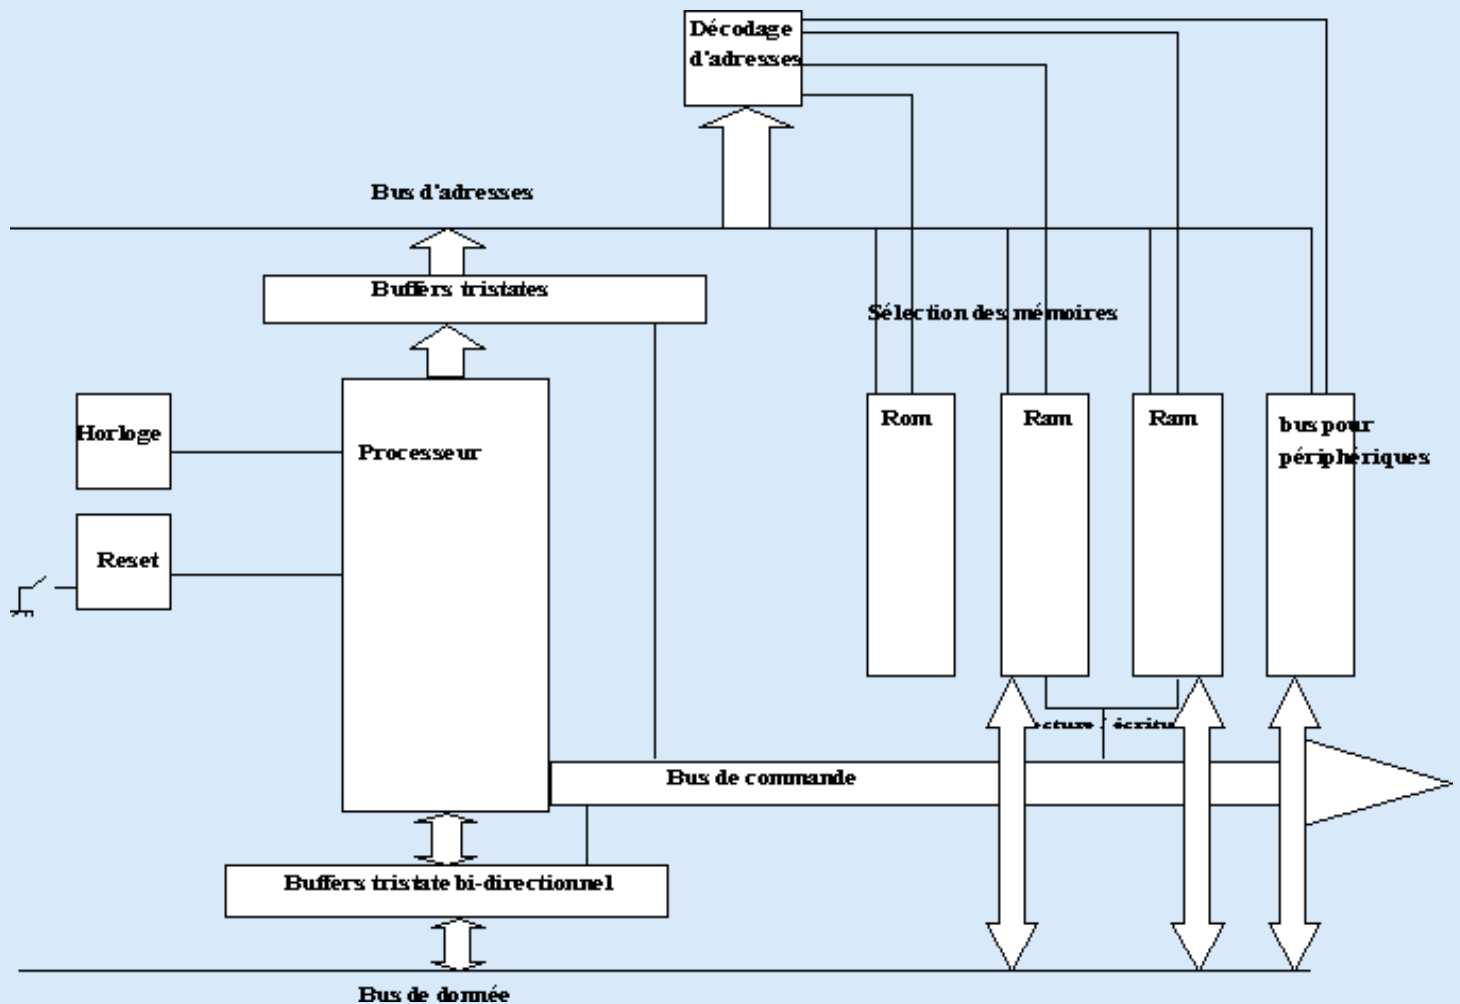 Décodage
d'adresses
Bus d'adresses
Buffers tristates
Sélection des mémoires
Horloge
Processeur
Rom
Ram
Ram
bus pour
périphériques
Reset
/
Bus de commande
Buffers tristate bi-directionnel
Bus de donnée